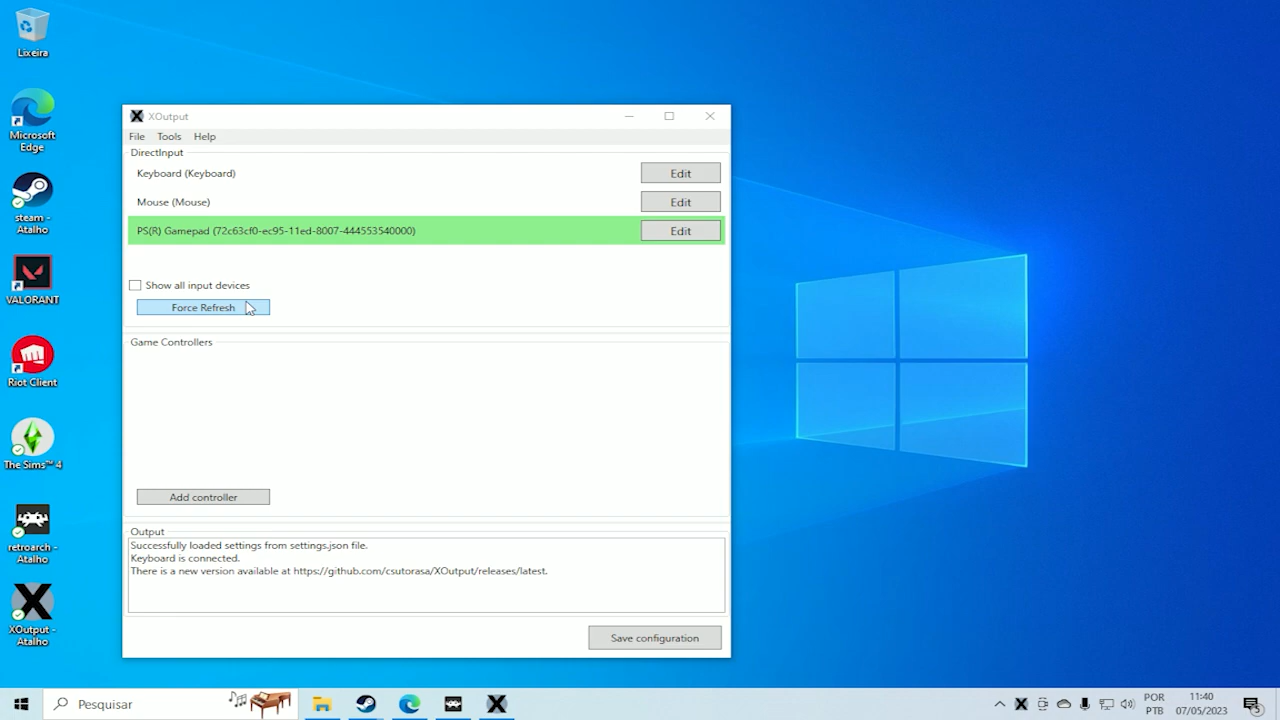 Lixeira
Microsoft
Edge
steam -
Atalho
VALORANT
Riot Client
The Sims™ 4
retroarch -
Atalho
XOutput -
Atalho
XOutput
File Tools Help
DirectInput
Keyboard (Keyboard) Edit
Mouse (Mouse) Edit
PS(R) Gamepad (72c63cf0-ec95-11ed-8007-444553540000) Edit
Show all input devices
Force Refresh
Game Controllers
Add controller
Output
Successfully loaded settings from settings.json file.
Keyboard is connected.
There is a new version available at https://github.com/csutorasa/XOutput/releases/latest.
Save configuration
Pesquisar
POR
PTB
11:40
07/05/2023
5